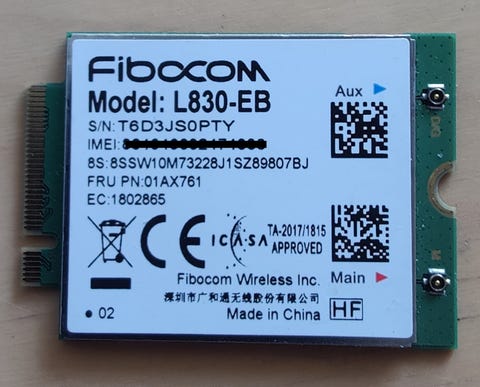 Fibocom
Model: L830-EB
Aux
S/N: T6D3JS0PTY
IMEI:
8S:8SSW10M73228J1SZ89807BJ
FRU PN:01AX761
EC:1802865
CE
ICASA
TA-2017/1815
APPROVED
Fibocom Wireless Inc.
Main
深圳市广和通无线股份有限公司
02
Made in China
HF
M